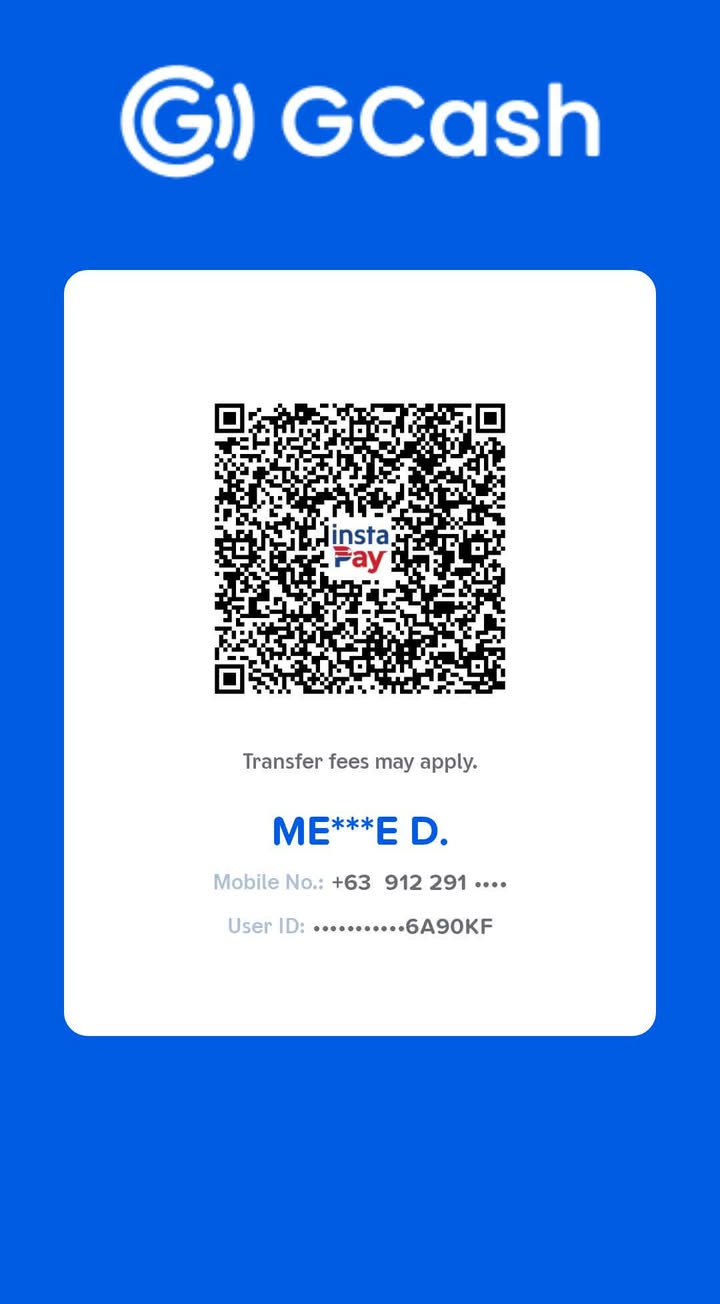 GCash
insta
Pay
Transfer fees may apply.
ME***E D.
Mobile No.: +63 912 291 ••••
User ID: •••••••••••6A90KF